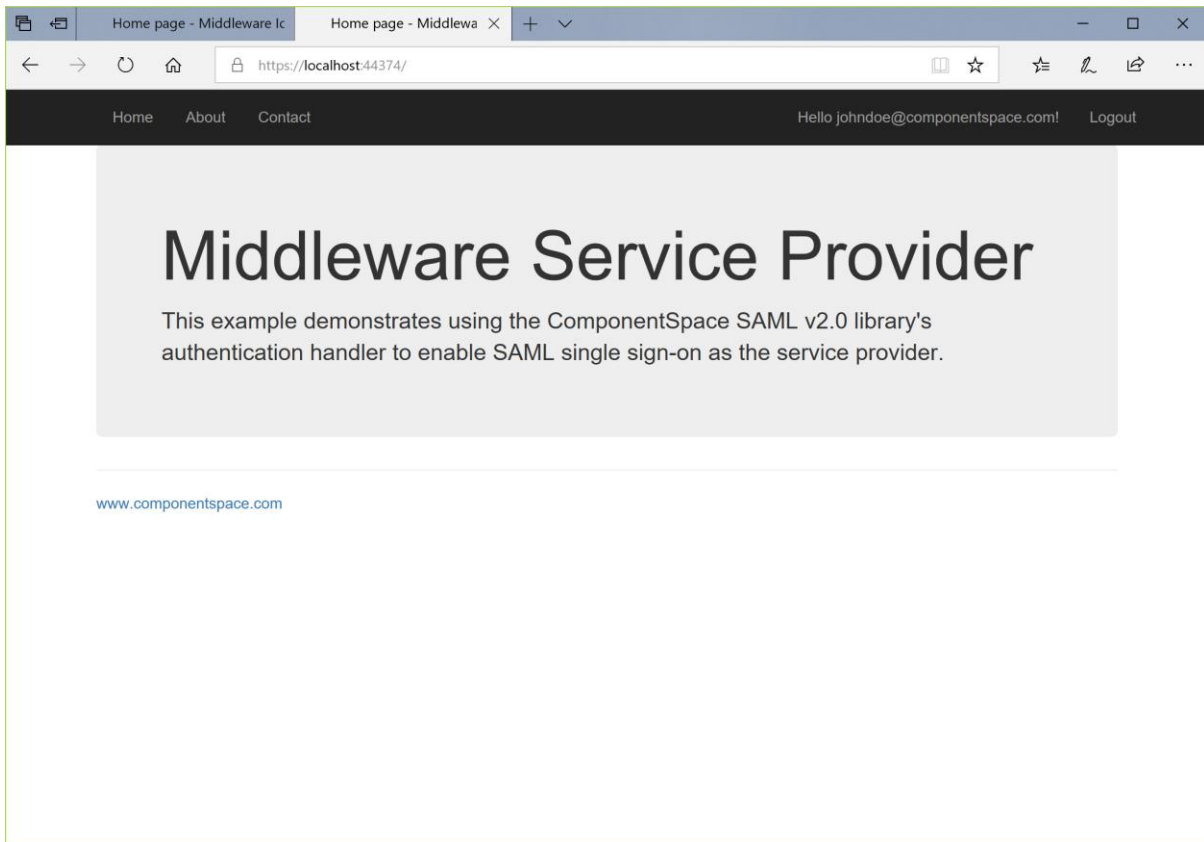 Home page - Middleware Ic
Home page - Middlewa
https://localhost:44374/
Home About Contact Hello johndoe@componentspace.com! Logout
Middleware Service Provider
This example demonstrates using the ComponentSpace SAML v2.0 library's
authentication handler to enable SAML single sign-on as the service provider.
www.componentspace.com